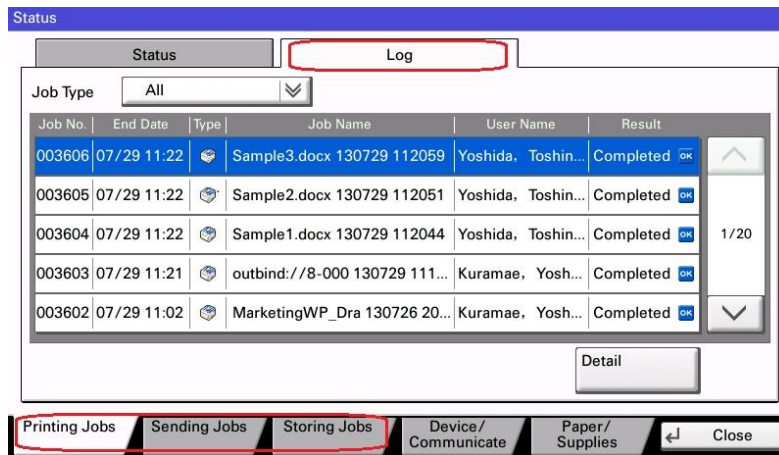 Status
Status Log
Job Type All
Job No. End Date Type Job Name User Name Result
003606 07/29 11:22 Sample3.docx 130729 112059 Yoshida, Toshin... Completed OK
003605 07/29 11:22 Sample2.docx 130729 112051 Yoshida, Toshin... Completed OK
003604 07/29 11:22 Sample1.docx 130729 112044 Yoshida, Toshin... Completed OK
1/20
003603 07/29 11:21 outbind://8-000 130729 111... Kuramae, Yosh... Completed OK
003602 07/29 11:02 MarketingWP_Dra 130726 20... Kuramae, Yosh... Completed OK
Detail
Printing Jobs Sending Jobs Storing Jobs Device/ Paper/ Close
Communicate Supplies